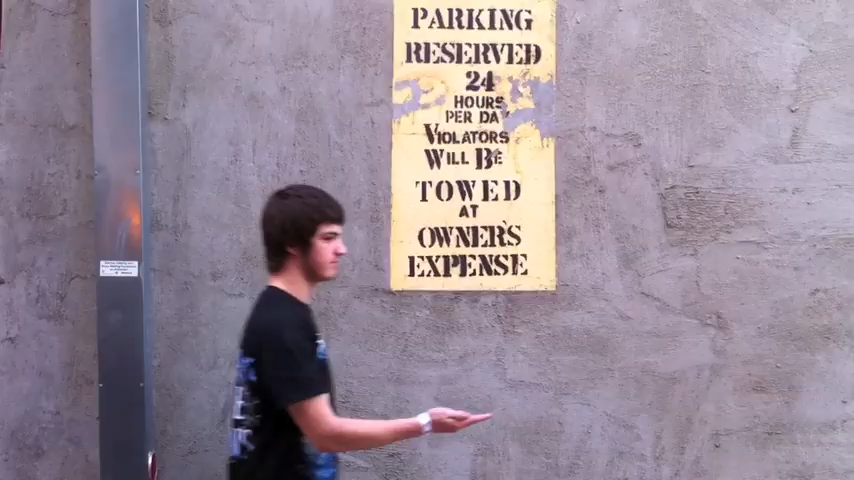 PARKING
RESERVED
24
HOURS
PER DA
VIOLATORS
WILL BE
TOWED
AT
OWNER'S
EXPENSE